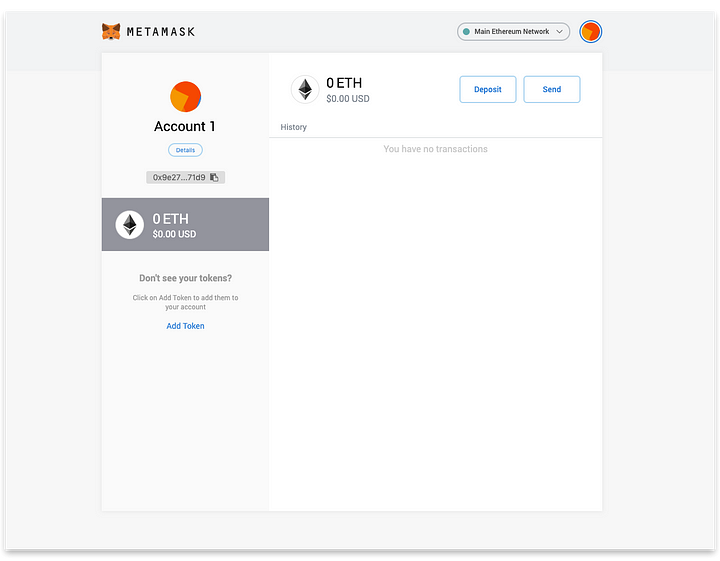 METAMASK
Main Ethereum Network
Account 1
Details
0x9e27...71d9
0 ETH
$0.00 USD
Don't see your tokens?
Click on Add Token to add them to
your account
Add Token
0 ETH
$0.00 USD
Deposit
Send
History
You have no transactions